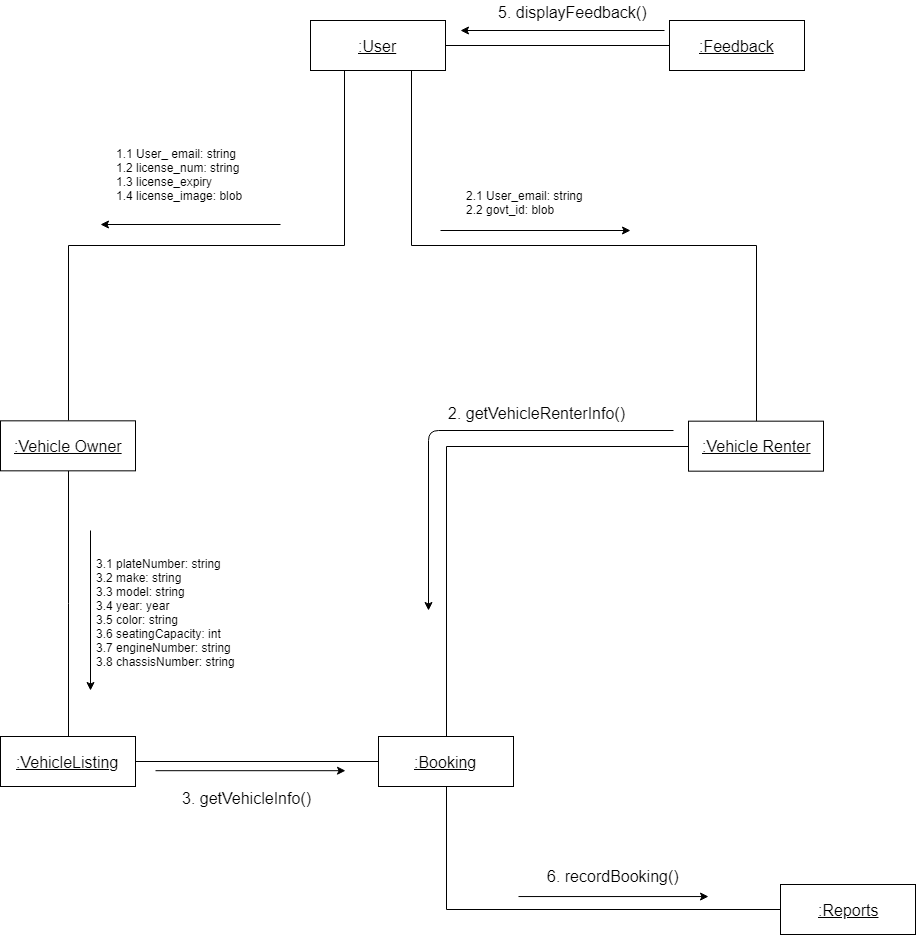 5. displayFeedback()
:User
:Feedback
1.1 User_ email: string
1.2 license_num: string
1.3 license_expiry
1.4 license_image: blob
2.1 User_email: string
2.2 govt_id: blob
2. getVehicleRenterInfo()
:Vehicle Owner
:Vehicle Renter
3.1 plateNumber: string
3.2 make: string
3.3 model: string
3.4 year: year
3.5 color: string
3.6 seatingCapacity: int
3.7 engineNumber: string
3.8 chassisNumber: string
:VehicleListing
:Booking
3. getVehicleInfo()
6. recordBooking()
:Reports